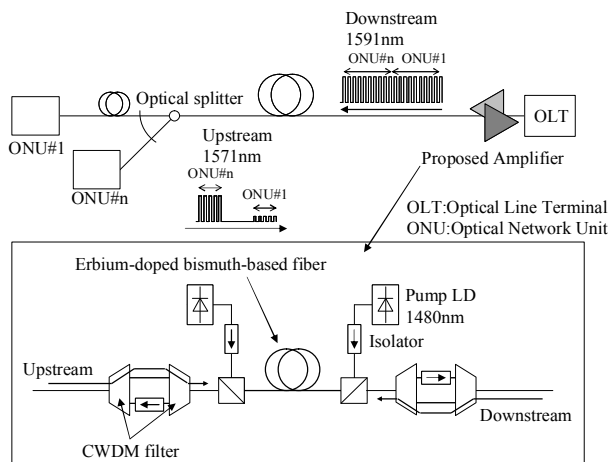 Downstream
1591nm
ONU#n
ONU#1
Optical splitter
OLT
ONU#1
Upstream
1571nm
Proposed Amplifier
ONU#n
ONU#n
ONU#1
OLT:Optical Line Terminal
ONU:Optical Network Unit
Erbium-doped bismuth-based fiber
Pump LD
1480nm
Isolator
Upstream
Downstream
CWDM filter